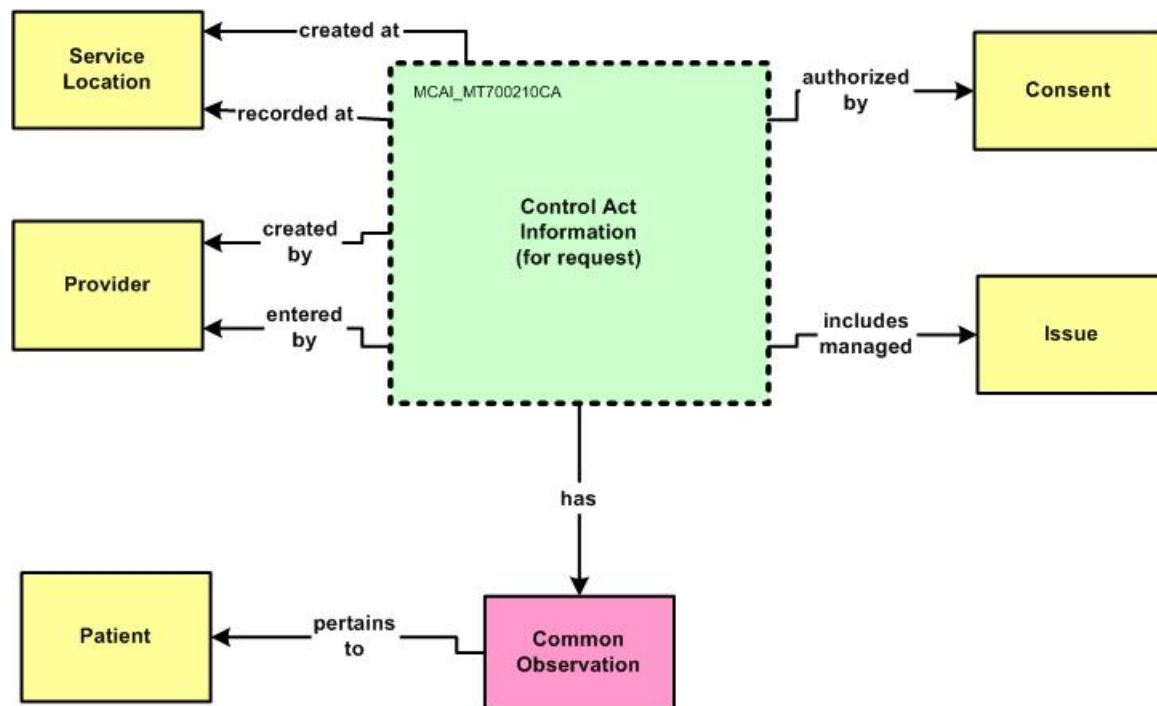 created at
Service
Location
MCAI_MT700210CA
authorized
by
Consent
recorded at
Control Act
Information
(for request)
created
by
Provider
entered
by
includes
managed
Issue
has
Patient
pertains
to
Common
Observation